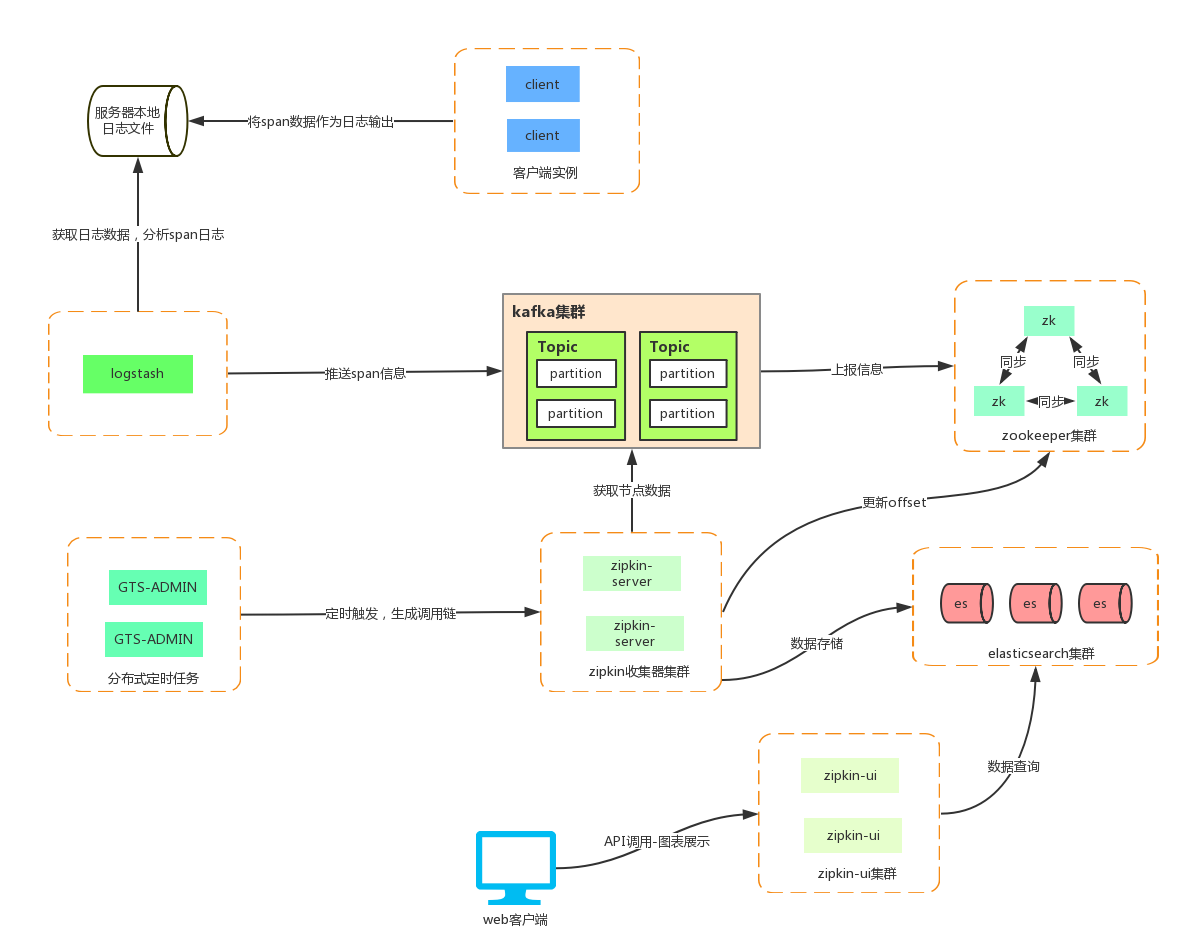 client
服务器本地
日志文件
将span数据作为日志输出
client
客户端实例
获取日志数据，分析span日志
kafka集群
zk
Topic
Topic
同步
同步
logstash
推送span信息
partition
partition
上报信息
partition
partition
zk
同步
zk
zookeeper集群
获取节点数据
更新offset
zipkin-
server
GTS-ADMIN
定时触发，生成调用链
es
es
es
GTS-ADMIN
zipkin-
server
数据存储
elasticsearch集群
分布式定时任务
zipkin收集器集群
数据查询
zipkin-ui
API调用-图表展示
zipkin-ui
zipkin-ui集群
web客户端